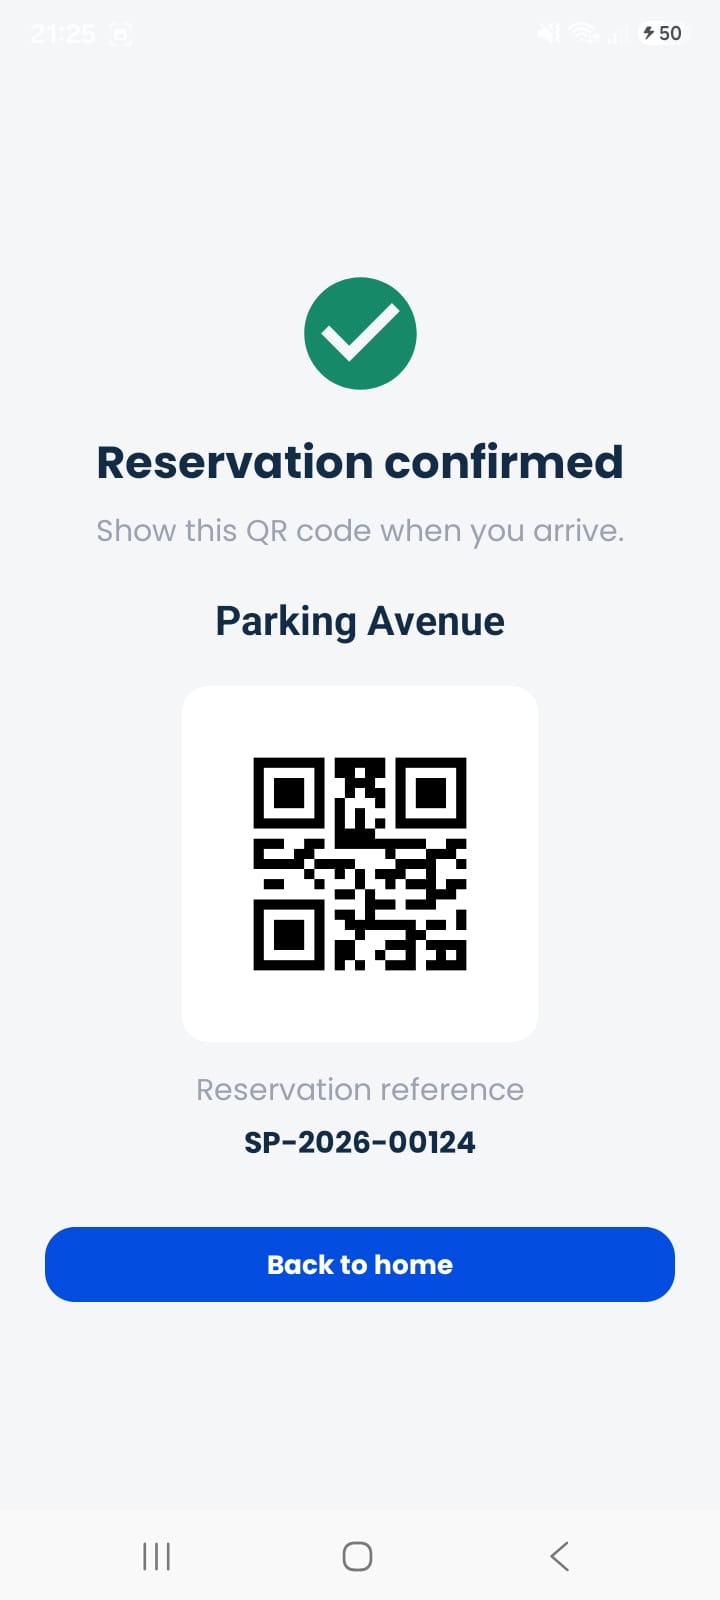 21:25
50
Reservation confirmed
Show this QR code when you arrive.
Parking Avenue
Reservation reference
SP-2026-00124
Back to home